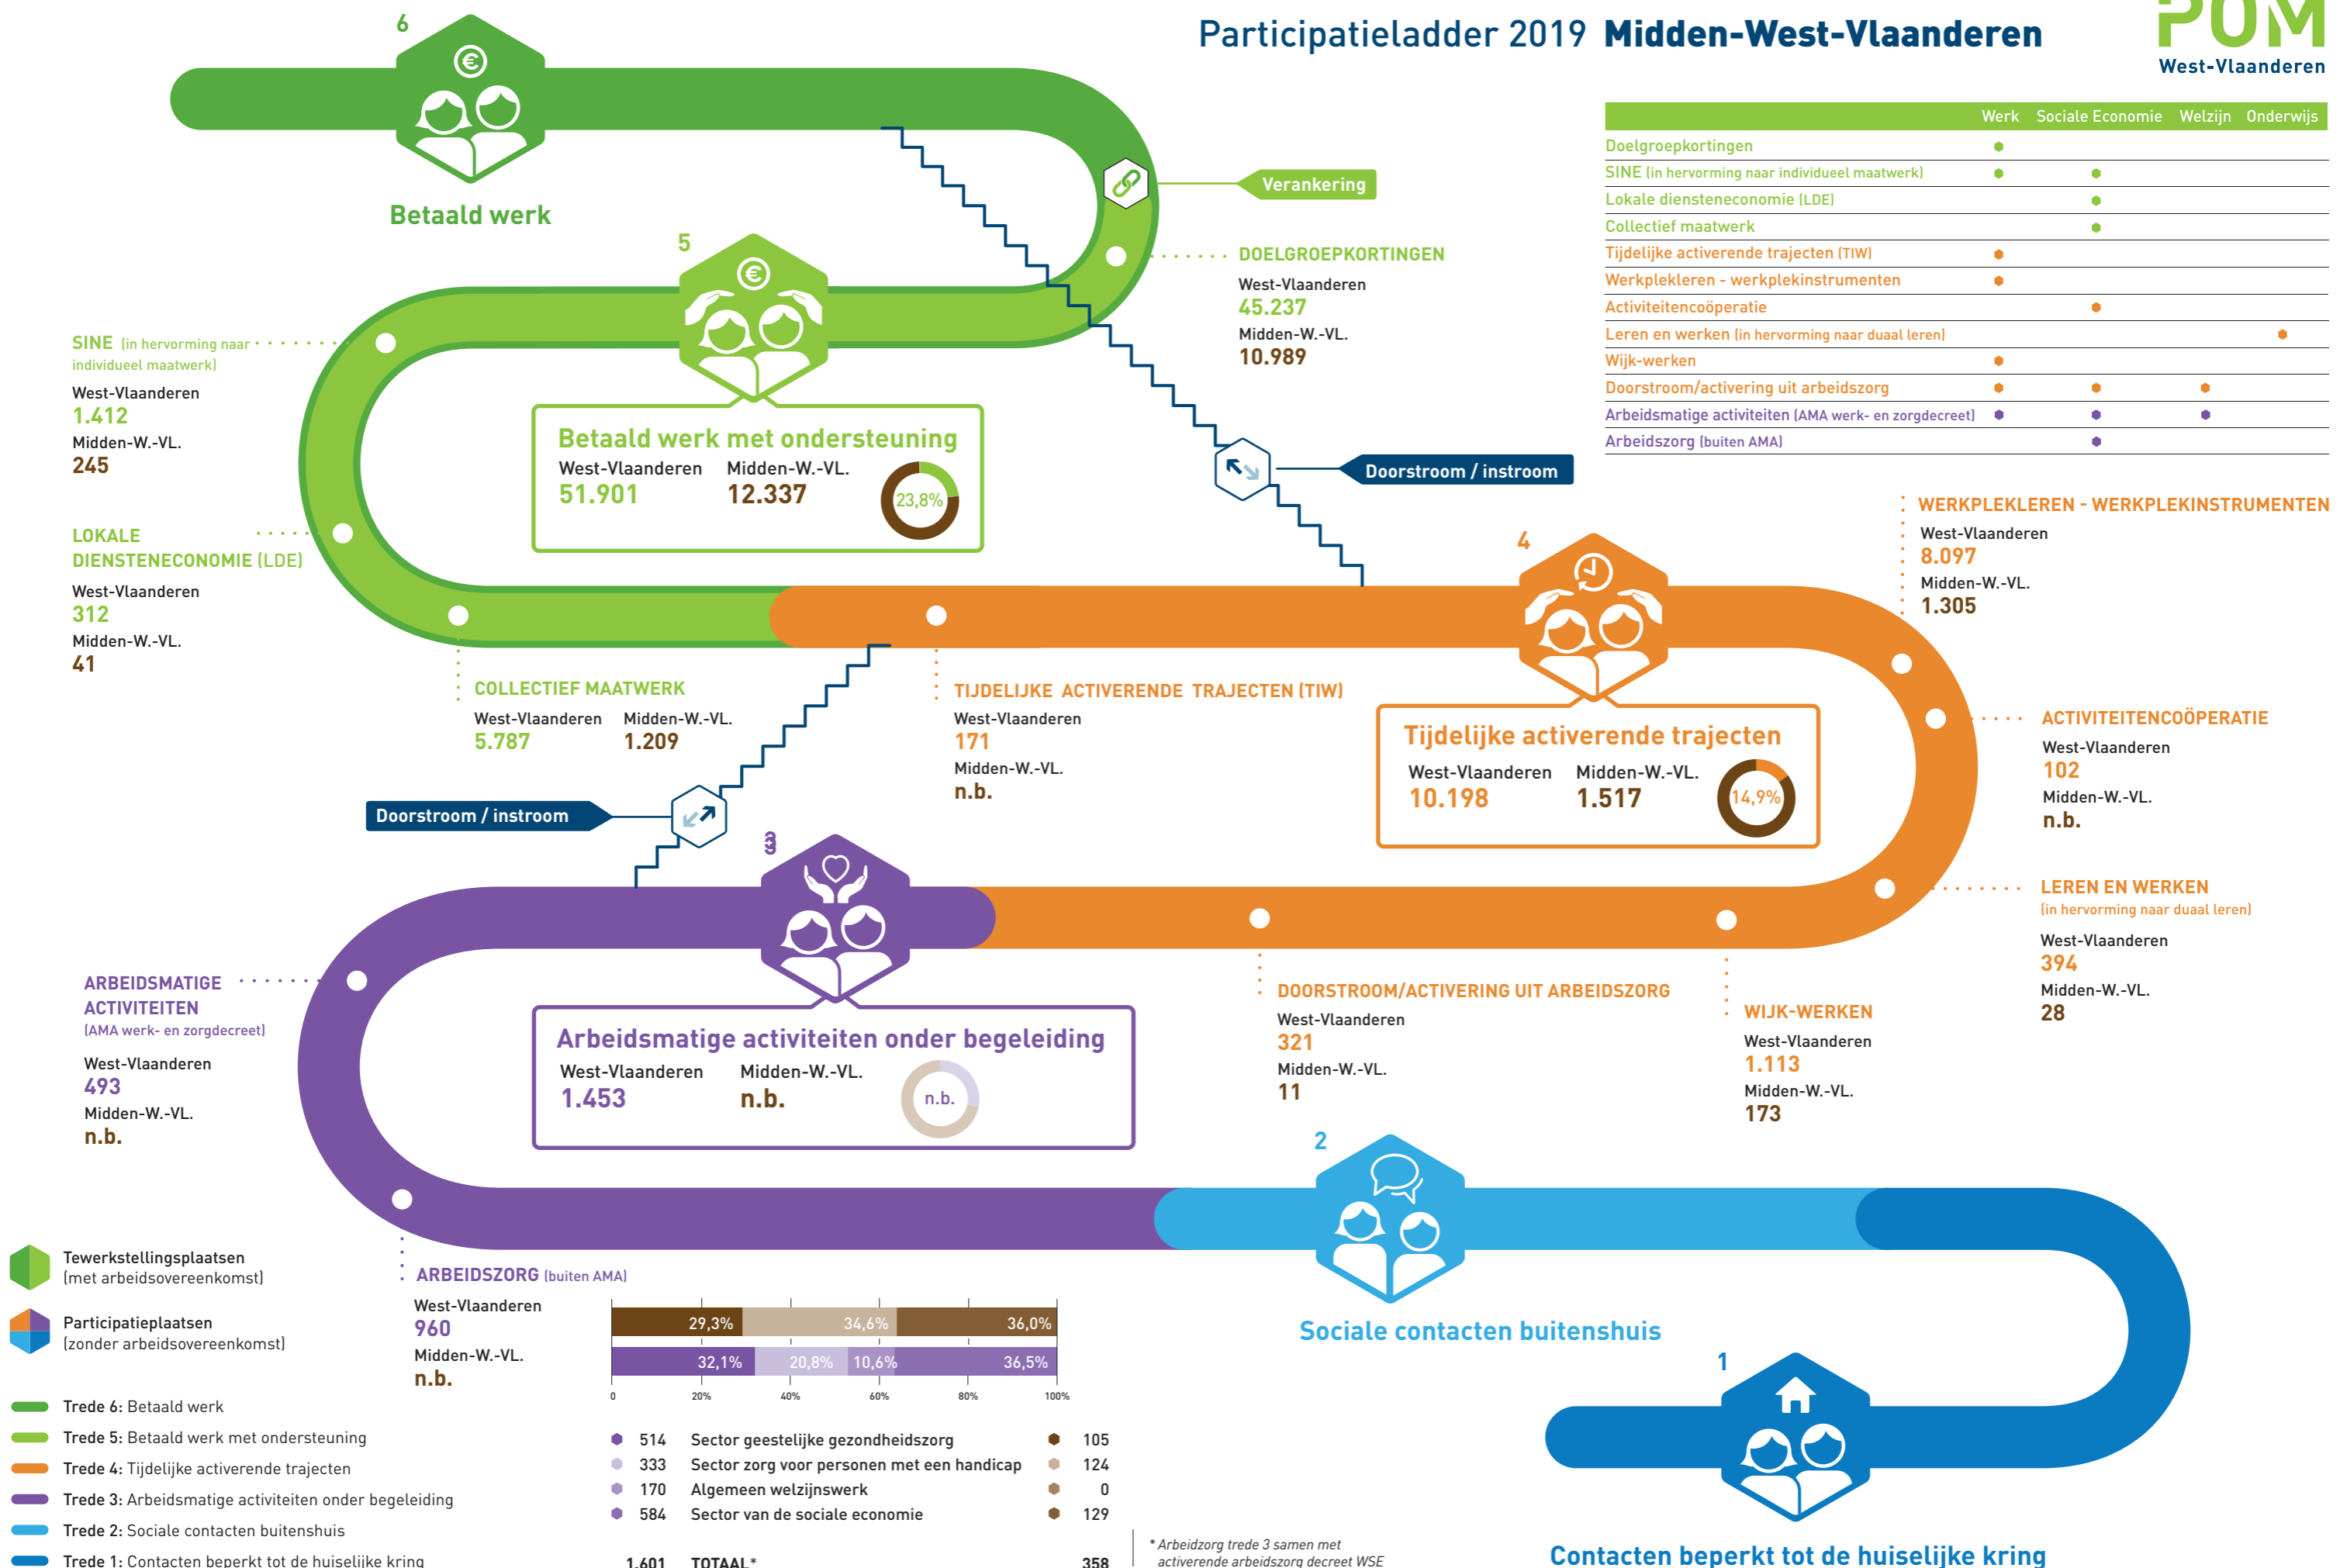 Participatieladder 2019 Midden-West-Vlaanderen
POM
West-Vlaanderen
Werk Sociale Economie Welzijn Onderwijs
Doelgroepkortingen
SINE (in hervorming naar individueel maatwerk)
Lokale diensteneconomie (LDE)
Collectief maatwerk
Tijdelijke activerende trajecten (TIW)
Werkplekleren - werkplekinstrumenten
Activiteitencoöperatie
Leren en werken (in hervorming naar duaal leren)
Wijk-werken
Doorstroom/activering uit arbeidszorg
Arbeidsmatige activiteiten (AMA werk- en zorgdecreet)
Arbeidszorg (buiten AMA)
6
€
Betaald werk
Verankering
DOELGROEPKORTINGEN
West-Vlaanderen
45.237
Midden-W.-VL.
10.989
5
€
Betaald werk met ondersteuning
West-Vlaanderen Midden-W.-VL.
51.901 12.337
23,8%
SINE (in hervorming naar
individueel maatwerk)
West-Vlaanderen
1.412
Midden-W.-VL.
245
LOKALE
DIENSTENECONOMIE (LDE)
West-Vlaanderen
312
Midden-W.-VL.
41
COLLECTIEF MAATWERK
West-Vlaanderen Midden-W.-VL.
5.787 1.209
Doorstroom / instroom
TIJDELIJKE ACTIVERENDE TRAJECTEN (TIW)
West-Vlaanderen
171
Midden-W.-VL.
n.b.
4
Tijdelijke activerende trajecten
West-Vlaanderen Midden-W.-VL.
10.198 1.517
14,9%
WERKPLEKLEREN - WERKPLEKINSTRUMENTEN
West-Vlaanderen
8.097
Midden-W.-VL.
1.305
ACTIVITEITENCOÖPERATIE
West-Vlaanderen
102
Midden-W.-VL.
n.b.
LEREN EN WERKEN
(in hervorming naar duaal leren)
West-Vlaanderen
394
Midden-W.-VL.
28
WIJK-WERKEN
West-Vlaanderen
1.113
Midden-W.-VL.
173
DOORSTROOM/ACTIVERING UIT ARBEIDSZORG
West-Vlaanderen
321
Midden-W.-VL.
11
Doorstroom / instroom
3
Arbeidsmatige activiteiten onder begeleiding
West-Vlaanderen Midden-W.-VL.
1.453 n.b.
n.b.
ARBEIDSMATIGE
ACTIVITEITEN
(AMA werk- en zorgdecreet)
West-Vlaanderen
493
Midden-W.-VL.
n.b.
ARBEIDSZORG (buiten AMA)
West-Vlaanderen
960
Midden-W.-VL.
n.b.
29,3% 34,6% 36,0%
32,1% 20,8% 10,6% 36,5%
0 20% 40% 60% 80% 100%
514 Sector geestelijke gezondheidszorg 105
333 Sector zorg voor personen met een handicap 124
170 Algemeen welzijnswerk 0
584 Sector van de sociale economie 129
1.601 TOTAAL* 358
* Arbeidzorg trede 3 samen met
activerende arbeidszorg decreet WSE
2
Sociale contacten buitenshuis
1
Contacten beperkt tot de huiselijke kring
Tewerkstellingsplaatsen
(met arbeidsovereenkomst)
Participatieplaatsen
(zonder arbeidsovereenkomst)
Trede 6: Betaald werk
Trede 5: Betaald werk met ondersteuning
Trede 4: Tijdelijke activerende trajecten
Trede 3: Arbeidsmatige activiteiten onder begeleiding
Trede 2: Sociale contacten buitenshuis
Trede 1: Contacten beperkt tot de huiselijke kring